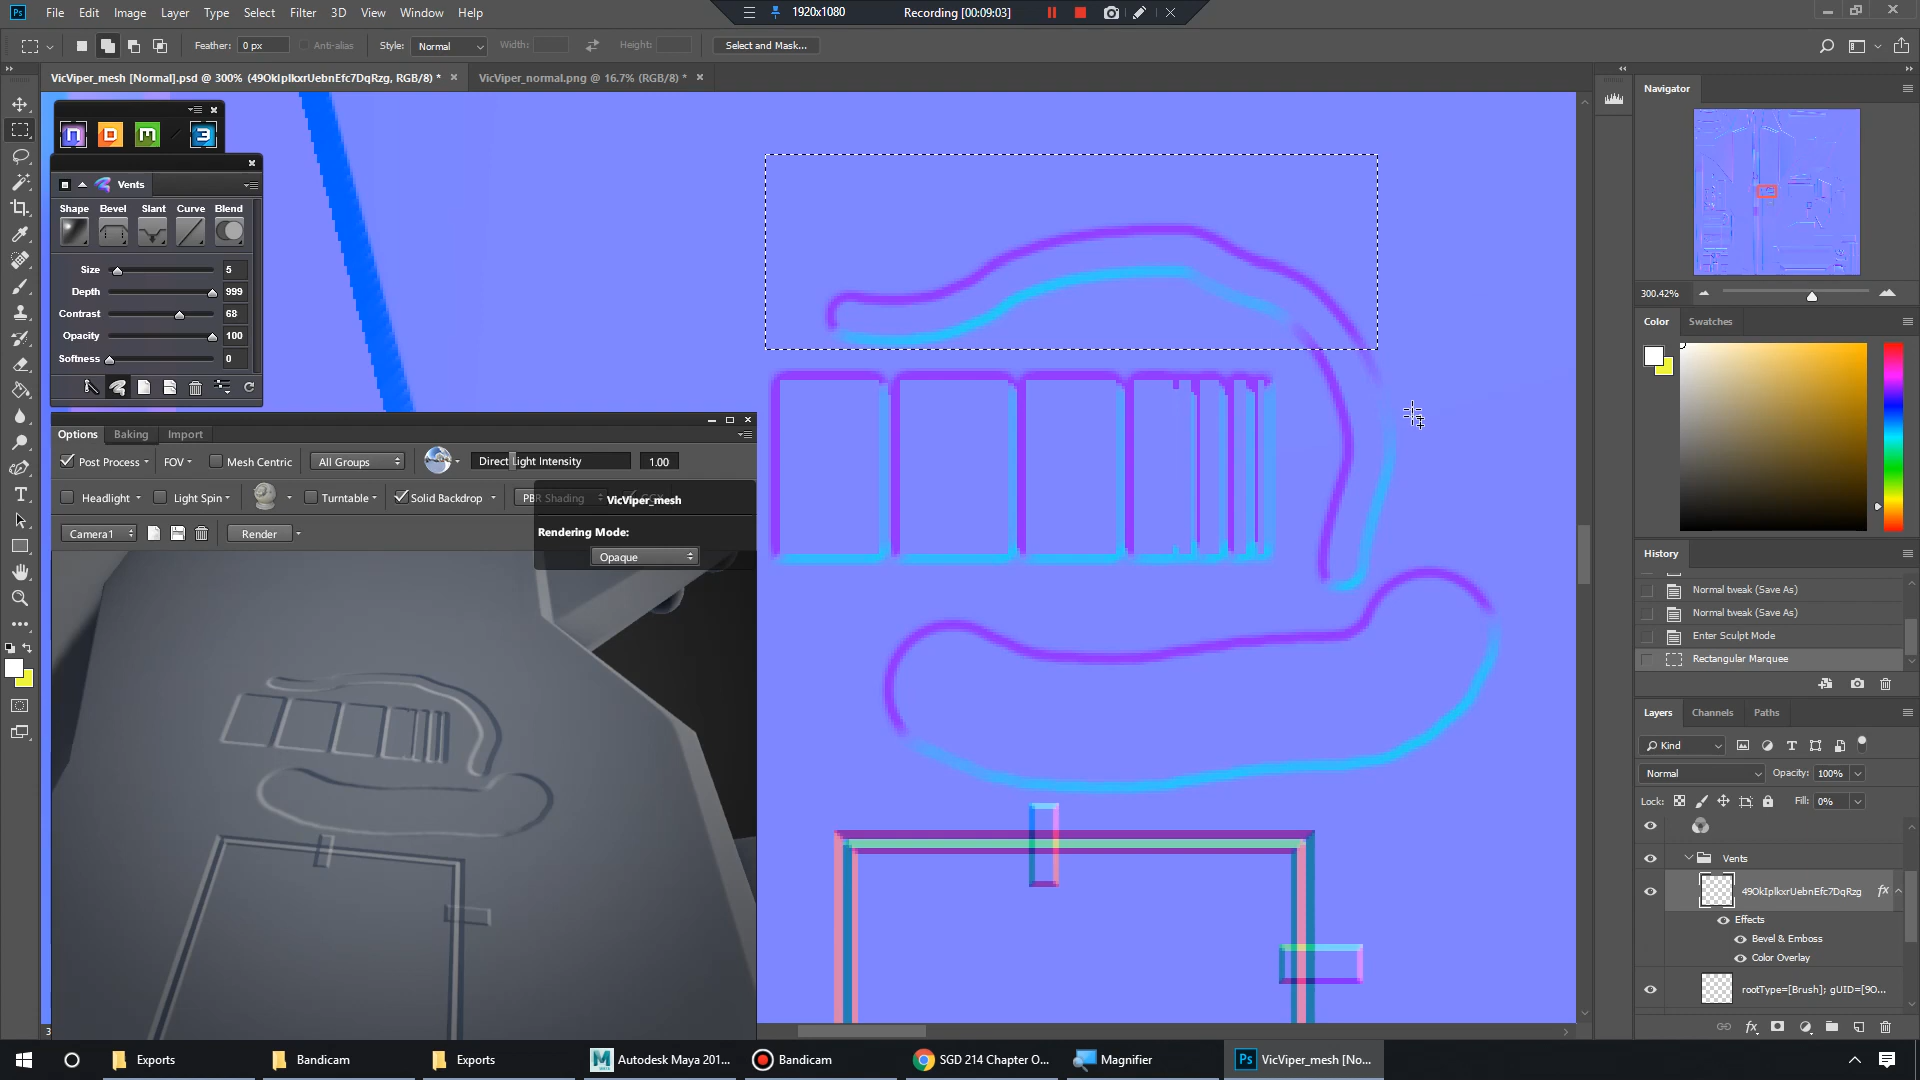 Ps File Edit Image Layer Type Select Filter 3D View Window Help
1920x1080 Recording [00:09:03]
Feather: 0 px Anti-alias Style: Normal Width: Height: Select and Mask...
VicViper_mesh [Normal].psd @ 300% (49OkIplkxrUebnEfc7DqRzg, RGB/8) *
VicViper_normal.png @ 16.7% (RGB/8) *
n D m 3
Vents
Shape Bevel Slant Curve Blend
Size 5
Depth 999
Contrast 68
Opacity 100
Softness 0
Options Baking Import
Post Process FOV Mesh Centric All Groups Direct Light Intensity 1.00
Headlight Light Spin Turntable Solid Backdrop PBR Shading
Camera1 Render
VicViper_mesh
Rendering Mode:
Opaque
Navigator
300.42%
Color Swatches
History
Normal tweak (Save As)
Normal tweak (Save As)
Enter Sculpt Mode
Rectangular Marquee
Layers Channels Paths
Kind
Normal Opacity: 100%
Lock: Fill: 0%
Vents
49OkIplkxrUebnEfc7DqRzg fx
Effects
Bevel & Emboss
Color Overlay
rootType=[Brush]; gUID=[9O...
fx
3
Exports
Bandicam
Exports
Autodesk Maya 201...
Bandicam
SGD 214 Chapter O...
Magnifier
Ps VicViper_mesh [No...